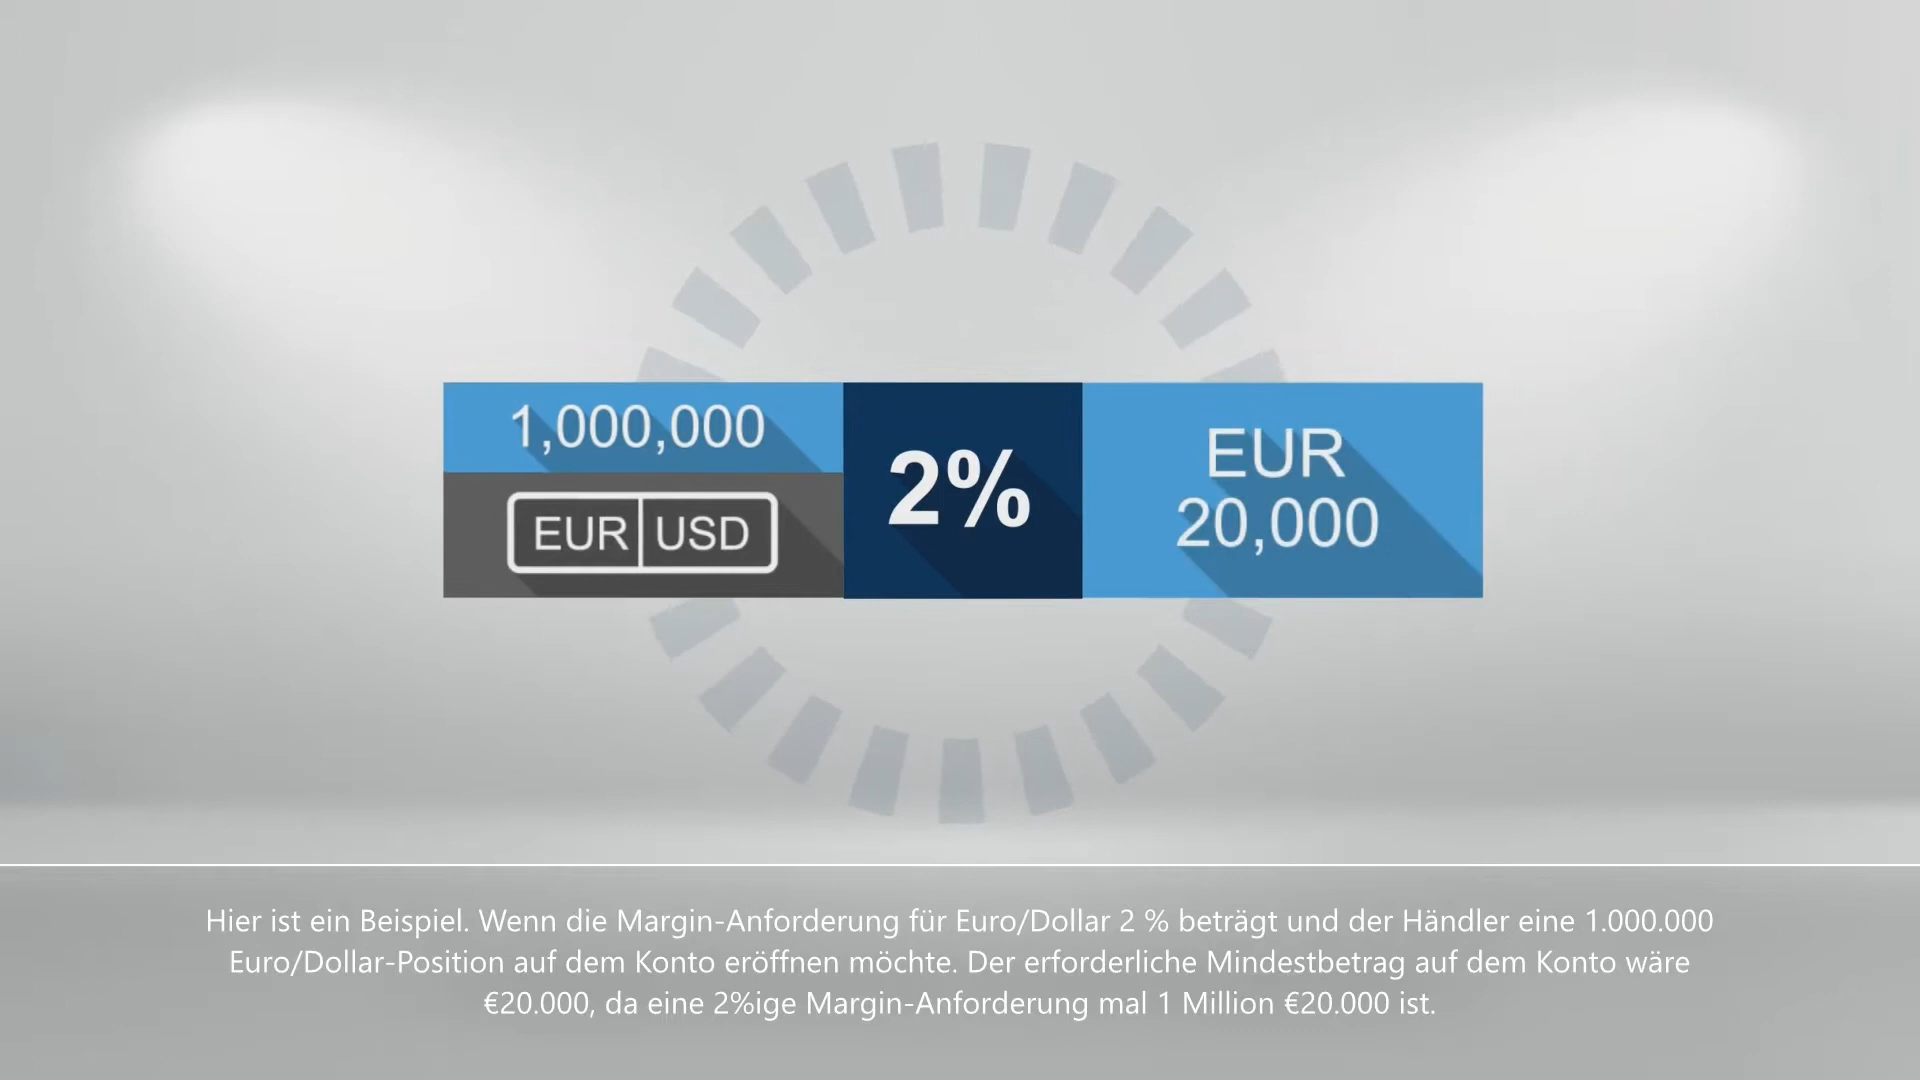 1,000,000
EUR USD
2%
EUR
20,000
Hier ist ein Beispiel. Wenn die Margin-Anforderung für Euro/Dollar 2 % beträgt und der Händler eine 1.000.000
Euro/Dollar-Position auf dem Konto eröffnen möchte. Der erforderliche Mindestbetrag auf dem Konto wäre
€20.000, da eine 2%ige Margin-Anforderung mal 1 Million €20.000 ist.